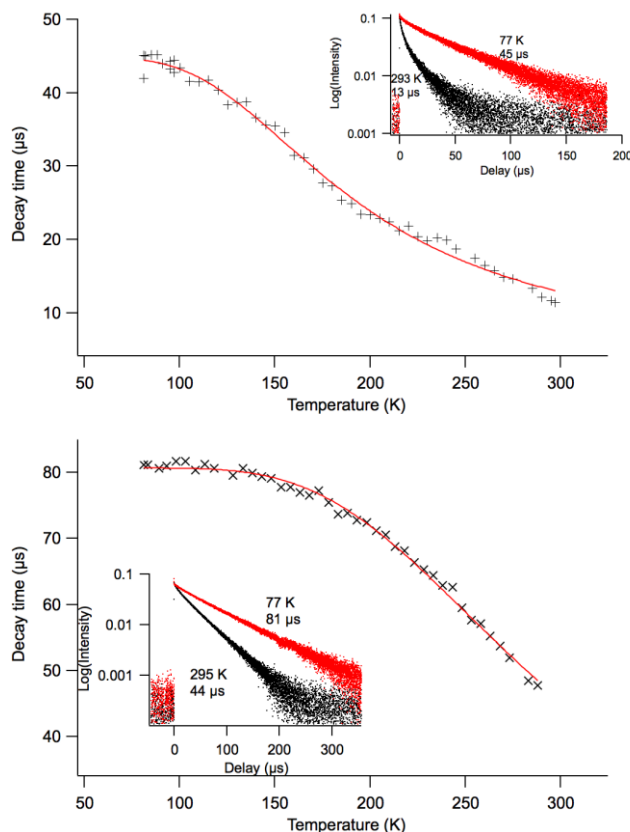 50
40
30
20
10
Decay time (µs)
50
100
150
200
250
300
Temperature (K)
0.1
0.01
0.001
Log(Intensity)
77 K
45 µs
293 K
13 µs
0
50
100
150
200
Delay (µs)
80
70
60
50
40
Decay time (µs)
50
100
150
200
250
300
Temperature (K)
0.1
0.01
0.001
Log(Intensity)
77 K
81 µs
295 K
44 µs
0
100
200
300
Delay (µs)